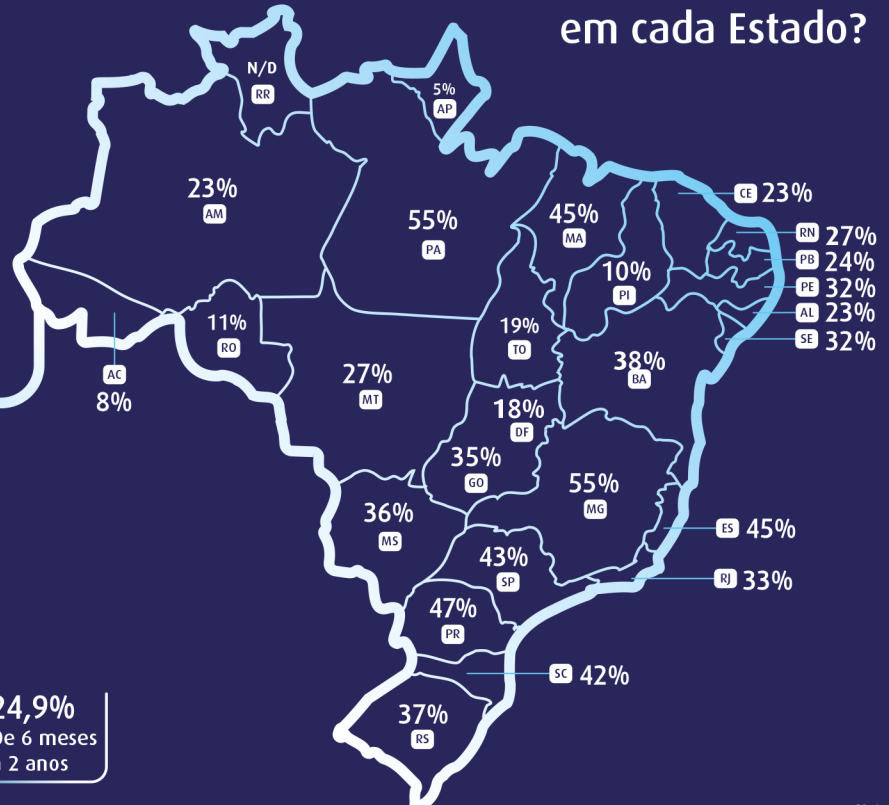 em cada Estado?
N/D
RR
5%
AP
23%
AM
55%
PA
45%
MA
CE 23%
RN 27%
PB 24%
PE 32%
AL 23%
SE 32%
10%
PI
11%
RO
19%
TO
38%
BA
AC
8%
27%
MT
18%
DF
35%
GO
55%
MG
36%
MS
ES 45%
43%
SP
RJ 33%
47%
PR
SC 42%
37%
RS
24,9%
De 6 meses
2 anos